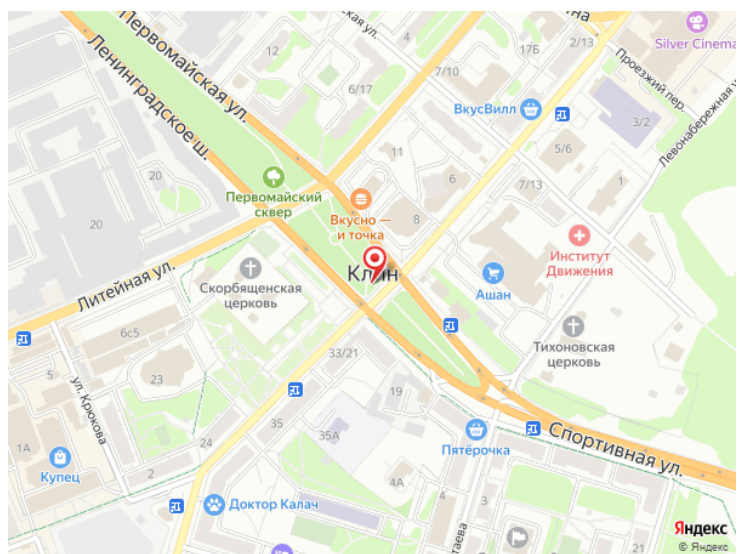 Первомайская ул.
Ленинградское ш.
12
6/17
7/10
17Б
2/13
Silver Cinema
Проезжий пер.
ВкусВилл
3/2
Левонабережная
20
20
11
6
5/6
7/13
1
Первомайский
сквер
Вкусно —
и точка
8
Институт
Движения
Литейная ул.
Скорбященская
церковь
Клин
Ашан
6с5
Тихоновская
церковь
5
ул. Крюкова
23
33/21
19
1А
24
35
35А
Пятёрочка
Спортивная ул.
Купец
2
4А
4
7
Доктор Калач
3
5
Яндекс
© Яндекс